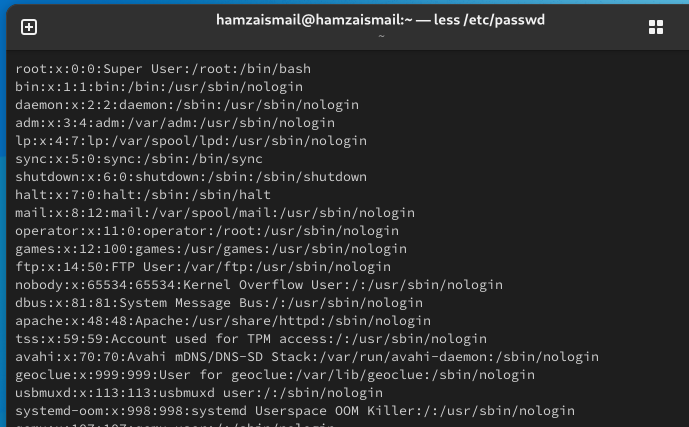 hamzaismail@hamzaismail:~ — less /etc/passwd
~
root:x:0:0:Super User:/root:/bin/bash
bin:x:1:1:bin:/bin:/usr/sbin/nologin
daemon:x:2:2:daemon:/sbin:/usr/sbin/nologin
adm:x:3:4:adm:/var/adm:/usr/sbin/nologin
lp:x:4:7:lp:/var/spool/lpd:/usr/sbin/nologin
sync:x:5:0:sync:/sbin:/bin/sync
shutdown:x:6:0:shutdown:/sbin:/sbin/shutdown
halt:x:7:0:halt:/sbin:/sbin/halt
mail:x:8:12:mail:/var/spool/mail:/usr/sbin/nologin
operator:x:11:0:operator:/root:/usr/sbin/nologin
games:x:12:100:games:/usr/games:/usr/sbin/nologin
ftp:x:14:50:FTP User:/var/ftp:/usr/sbin/nologin
nobody:x:65534:65534:Kernel Overflow User:/:/usr/sbin/nologin
dbus:x:81:81:System Message Bus:/:/usr/sbin/nologin
apache:x:48:48:Apache:/usr/share/httpd:/sbin/nologin
tss:x:59:59:Account used for TPM access:/:/usr/sbin/nologin
avahi:x:70:70:Avahi mDNS/DNS-SD Stack:/var/run/avahi-daemon:/sbin/nologin
geoclue:x:999:999:User for geoclue:/var/lib/geoclue:/sbin/nologin
usbmuxd:x:113:113:usbmuxd user:/:/sbin/nologin
systemd-oom:x:998:998:systemd Userspace OOM Killer:/:/usr/sbin/nologin